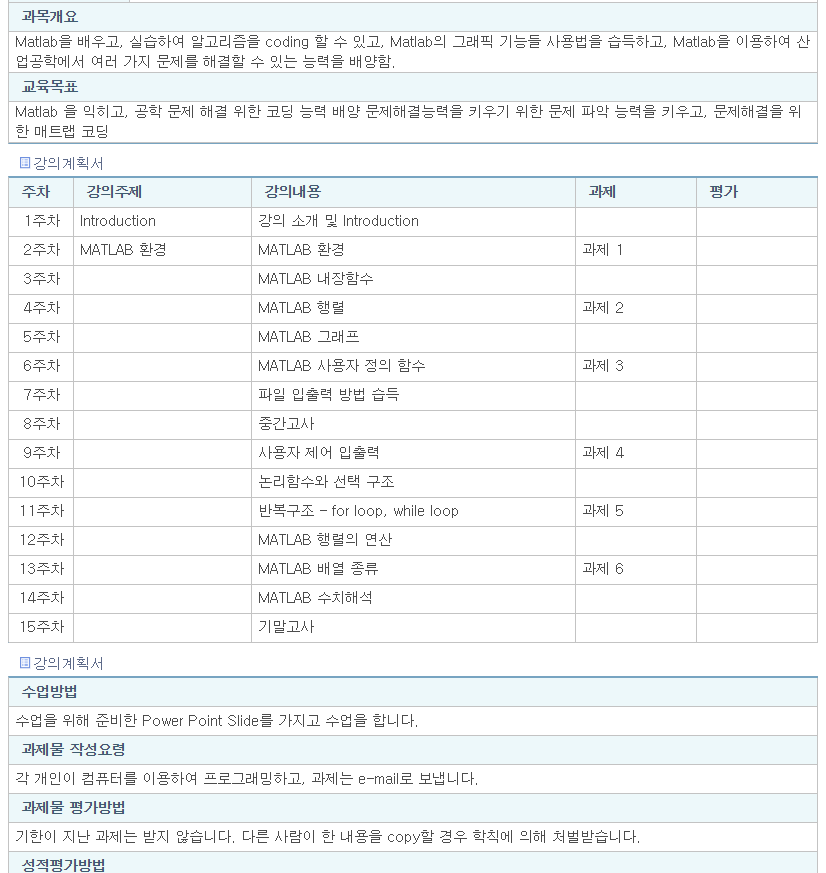 과목개요
Matlab을 배우고, 실습하여 알고리즘을 coding 할 수 있고, Matlab의 그래픽 기능들 사용법을 습득하고, Matlab을 이용하여 산
업공학에서 여러 가지 문제를 해결할 수 있는 능력을 배양함.
교육목표
Matlab 을 익히고, 공학 문제 해결 위한 코딩 능력 배양 문제해결능력을 키우기 위한 문제 파악 능력을 키우고, 문제해결을 위
한 매트랩 코딩
강의계획서
주차 강의주제 강의내용 과제 평가
1주차 Introduction 강의 소개 및 Introduction
2주차 MATLAB 환경 MATLAB 환경 과제 1
3주차 MATLAB 내장함수
4주차 MATLAB 행렬 과제 2
5주차 MATLAB 그래프
6주차 MATLAB 사용자 정의 함수 과제 3
7주차 파일 입출력 방법 습득
8주차 중간고사
9주차 사용자 제어 입출력 과제 4
10주차 논리함수와 선택 구조
11주차 반복구조 - for loop, while loop 과제 5
12주차 MATLAB 행렬의 연산
13주차 MATLAB 배열 종류 과제 6
14주차 MATLAB 수치해석
15주차 기말고사
강의계획서
수업방법
수업을 위해 준비한 Power Point Slide를 가지고 수업을 합니다.
과제물 작성요령
각 개인이 컴퓨터를 이용하여 프로그래밍하고, 과제는 e-mail로 보냅니다.
과제물 평가방법
기한이 지난 과제는 받지 않습니다. 다른 사람이 한 내용을 copy할 경우 학칙에 의해 처벌받습니다.
성적평가방법